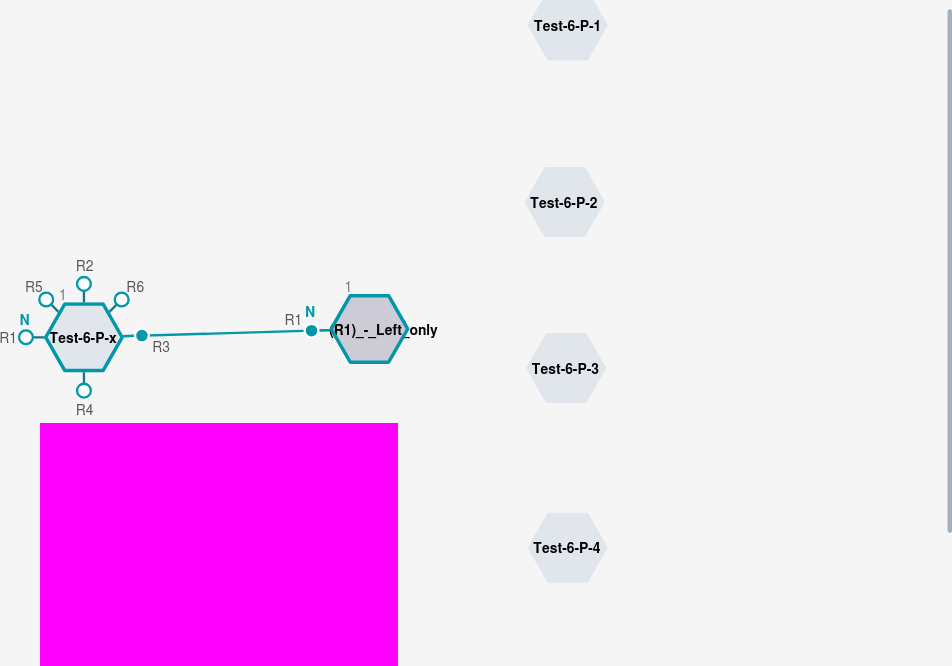 Test-6-P-1
Test-6-P-2
R2
R5
1
R6
N
R1
Test-6-P-x
R3
R4
1
N
R1
(R1)_-_Left_only
Test-6-P-3
Test-6-P-4